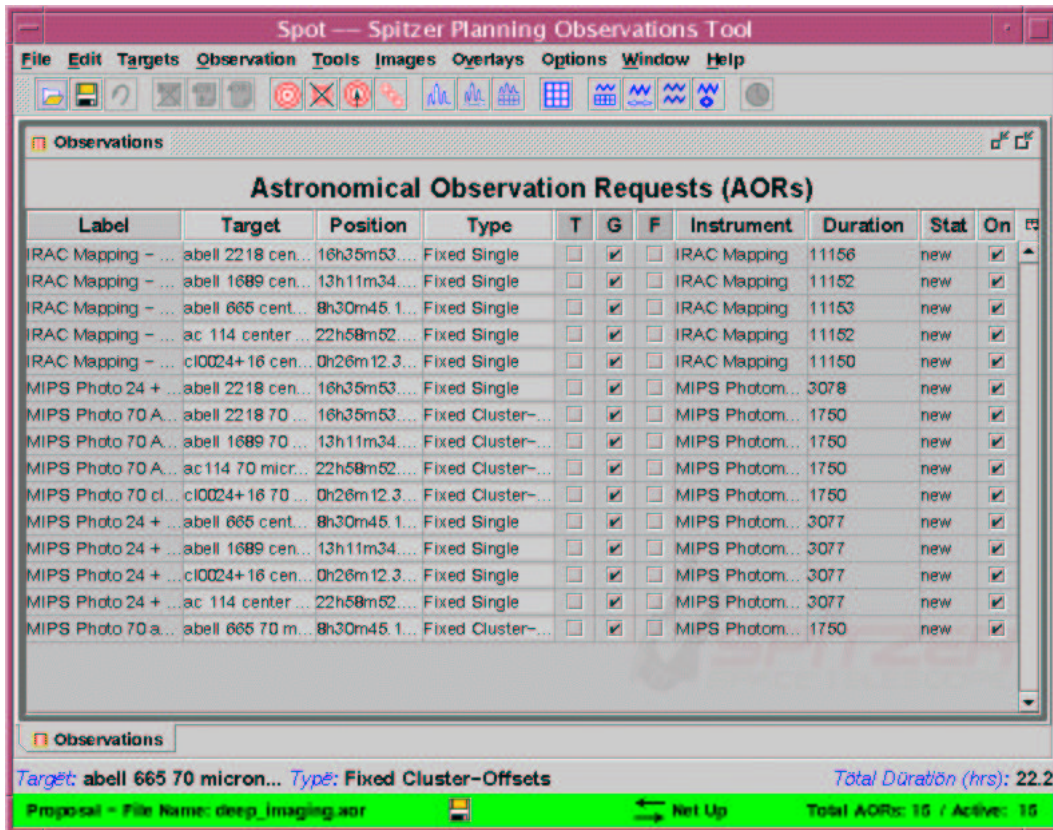 Spot –– Spitzer Planning Observations Tool
File Edit Targets Observation Tools Images Overlays Options Window Help
Observations
Astronomical Observation Requests (AORs)
Label Target Position Type T G F Instrument Duration Stat On
IRAC Mapping – ... abell 2218 cen... 16h35m53.... Fixed Single IRAC Mapping 11156 new
IRAC Mapping – ... abell 1689 cen... 13h11m34.... Fixed Single IRAC Mapping 11152 new
IRAC Mapping – ... abell 665 cent... 8h30m45.1... Fixed Single IRAC Mapping 11153 new
IRAC Mapping – ... ac 114 center ... 22h58m52.... Fixed Single IRAC Mapping 11152 new
IRAC Mapping – ... cl0024+16 cen... 0h26m12.3... Fixed Single IRAC Mapping 11150 new
MIPS Photo 24 + ... abell 2218 cen... 16h35m53.... Fixed Single MIPS Photom... 3078 new
MIPS Photo 70 A... abell 2218 70 ... 16h35m53.... Fixed Cluster–... MIPS Photom... 1750 new
MIPS Photo 70 A... abell 1689 70 ... 13h11m34.... Fixed Cluster–... MIPS Photom... 1750 new
MIPS Photo 70 A... ac114 70 micr... 22h58m52.... Fixed Cluster–... MIPS Photom... 1750 new
MIPS Photo 70 cl... cl0024+16 70 ... 0h26m12.3... Fixed Cluster–... MIPS Photom... 1750 new
MIPS Photo 24 + ... abell 665 cent... 8h30m45.1... Fixed Single MIPS Photom... 3077 new
MIPS Photo 24 + ... abell 1689 cen... 13h11m34.... Fixed Single MIPS Photom... 3077 new
MIPS Photo 24 + ... cl0024+16 cen... 0h26m12.3... Fixed Single MIPS Photom... 3077 new
MIPS Photo 24 + ... ac 114 center ... 22h58m52.... Fixed Single MIPS Photom... 3077 new
MIPS Photo 70 a... abell 665 70 m... 8h30m45.1... Fixed Cluster–... MIPS Photom... 1750 new
SPITZER
SPACE TELESCOPE
Observations
Target: abell 665 70 micron... Type: Fixed Cluster–Offsets Total Duration (hrs): 22.2
Proposal – File Name: deep_imaging.aor Net Up Total AORs: 15 / Active: 15